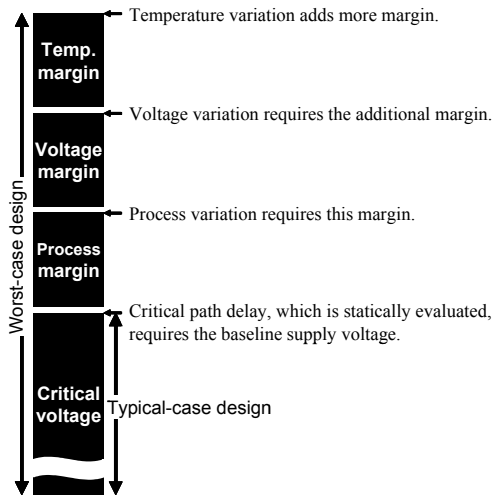 Temperature variation adds more margin.
Temp.
margin
Voltage variation requires the additional margin.
Voltage
margin
Process variation requires this margin.
Process
margin
Worst-case design
Critical path delay, which is statically evaluated,
requires the baseline supply voltage.
Critical
voltage
Typical-case design